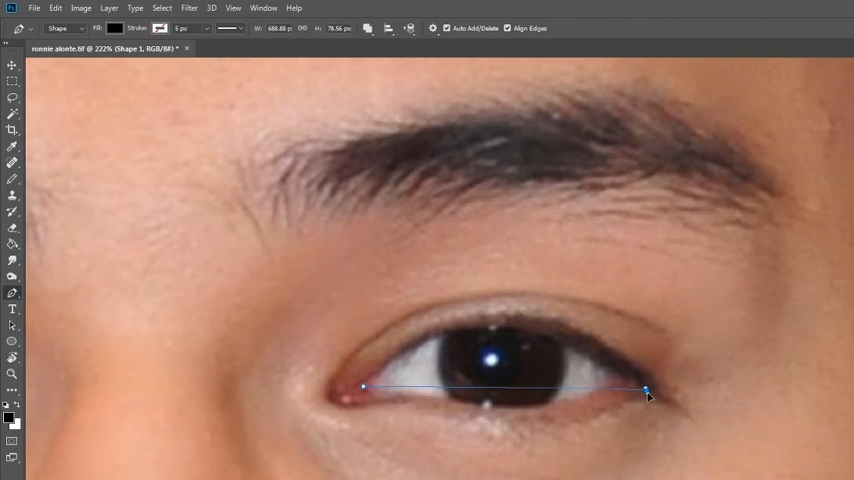 Ps File Edit Image Layer Type Select Filter 3D View Window Help
Shape Fill: Stroke: 5 px W: 688.88 p H: 78.56 px Auto Add/Delete Align Edges
ronnie alonte.tif @ 222% (Shape 1, RGB/8#) * ×
T